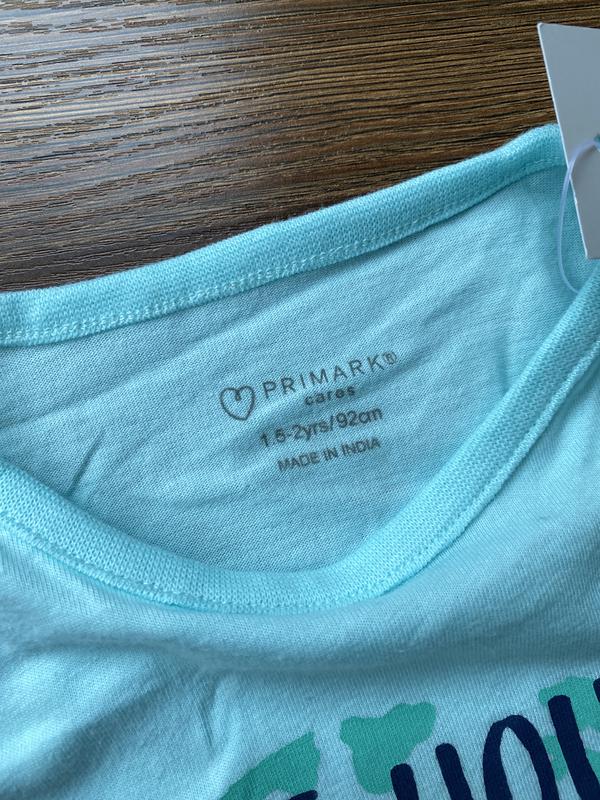 PRIMARK®
cares
1.5-2yrs/92cm
MADE IN INDIA